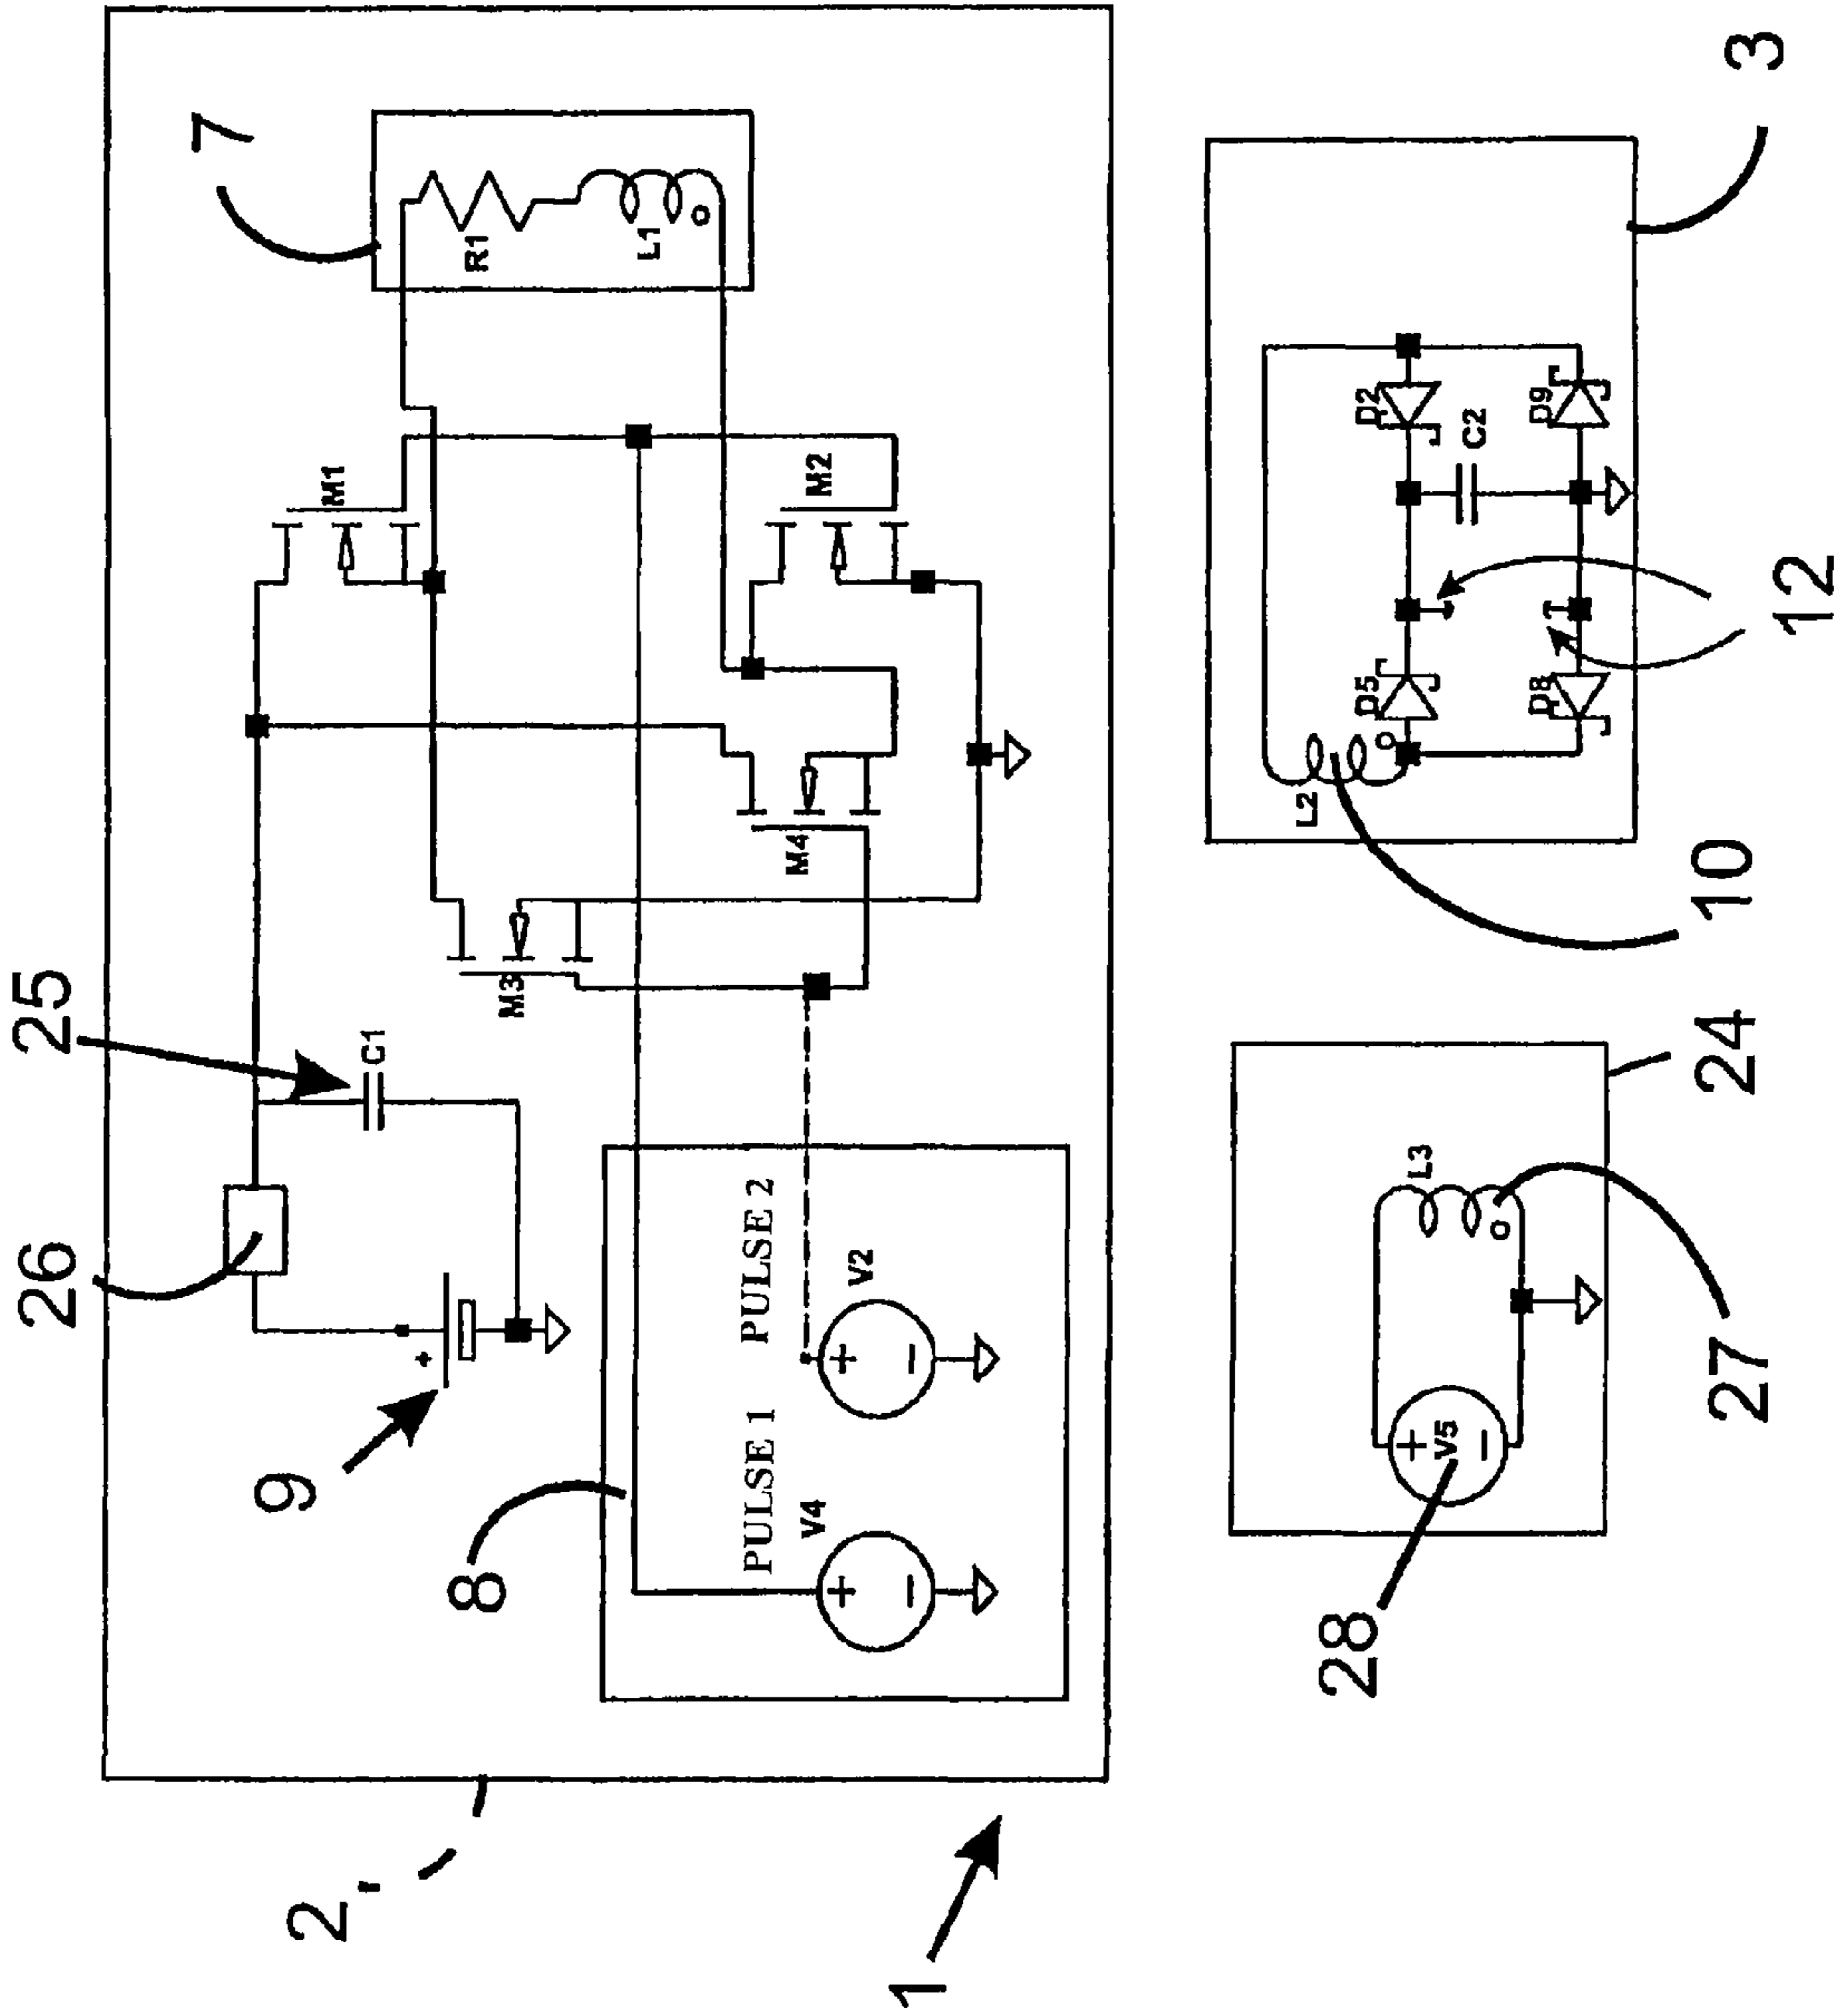 25
26
9
8
2'
1
C1
M3
M4
M1
M2
7
R1
L1
PULSE 1
V4
PULSE 2
V2
+
+
−
+
−
28
V5
+
−
L3
27
24
10
L2
D5
D8
12
C2
D2
D9
3